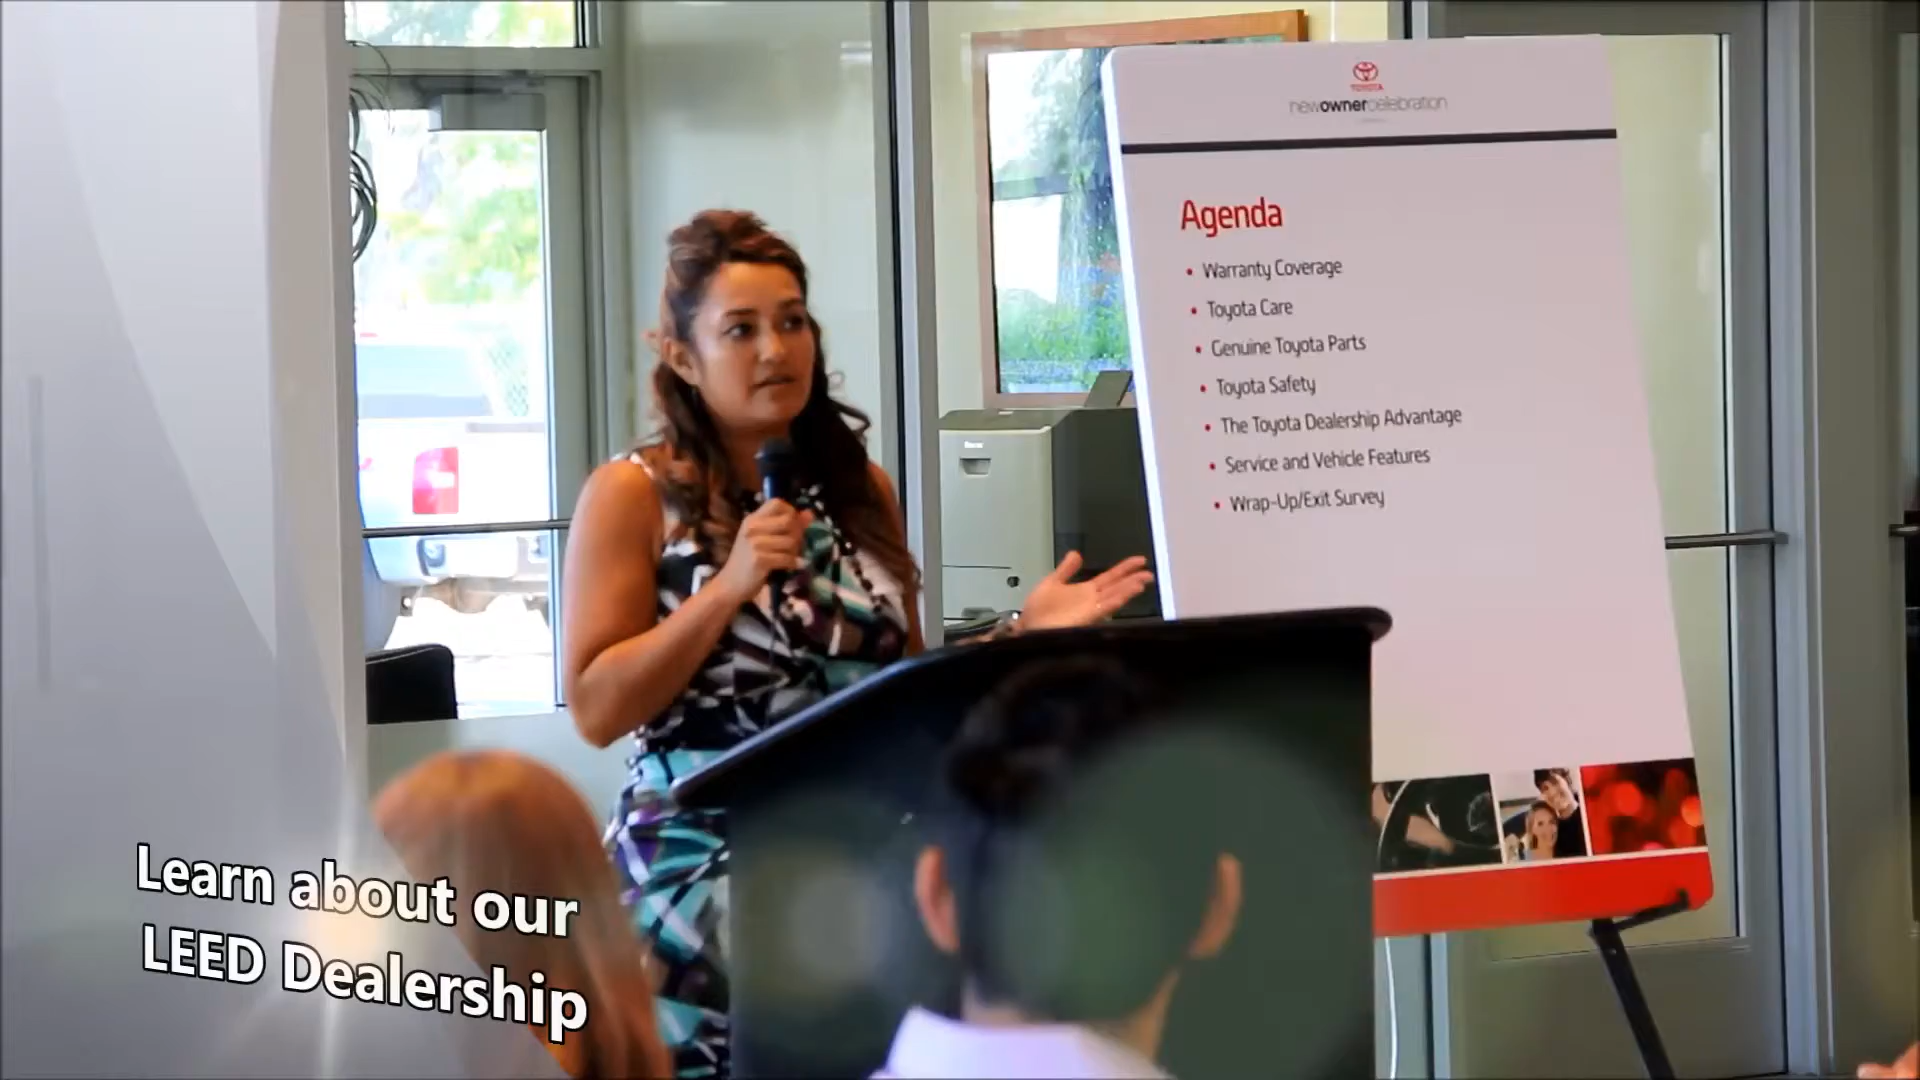 TOYOTA
newownercelebration
Agenda
• Warranty Coverage
• Toyota Care
• Genuine Toyota Parts
• Toyota Safety
• The Toyota Dealership Advantage
• Service and Vehicle Features
• Wrap-Up/Exit Survey
Learn about our
LEED Dealership